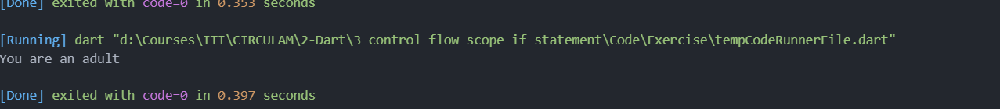 [Done] exited with code=0 in 0.353 seconds
[Running] dart "d:\Courses\ITI\CIRCULAM\2-Dart\3_control_flow_scope_if_statement\Code\Exercise\tempCodeRunnerFile.dart"
You are an adult
[Done] exited with code=0 in 0.397 seconds